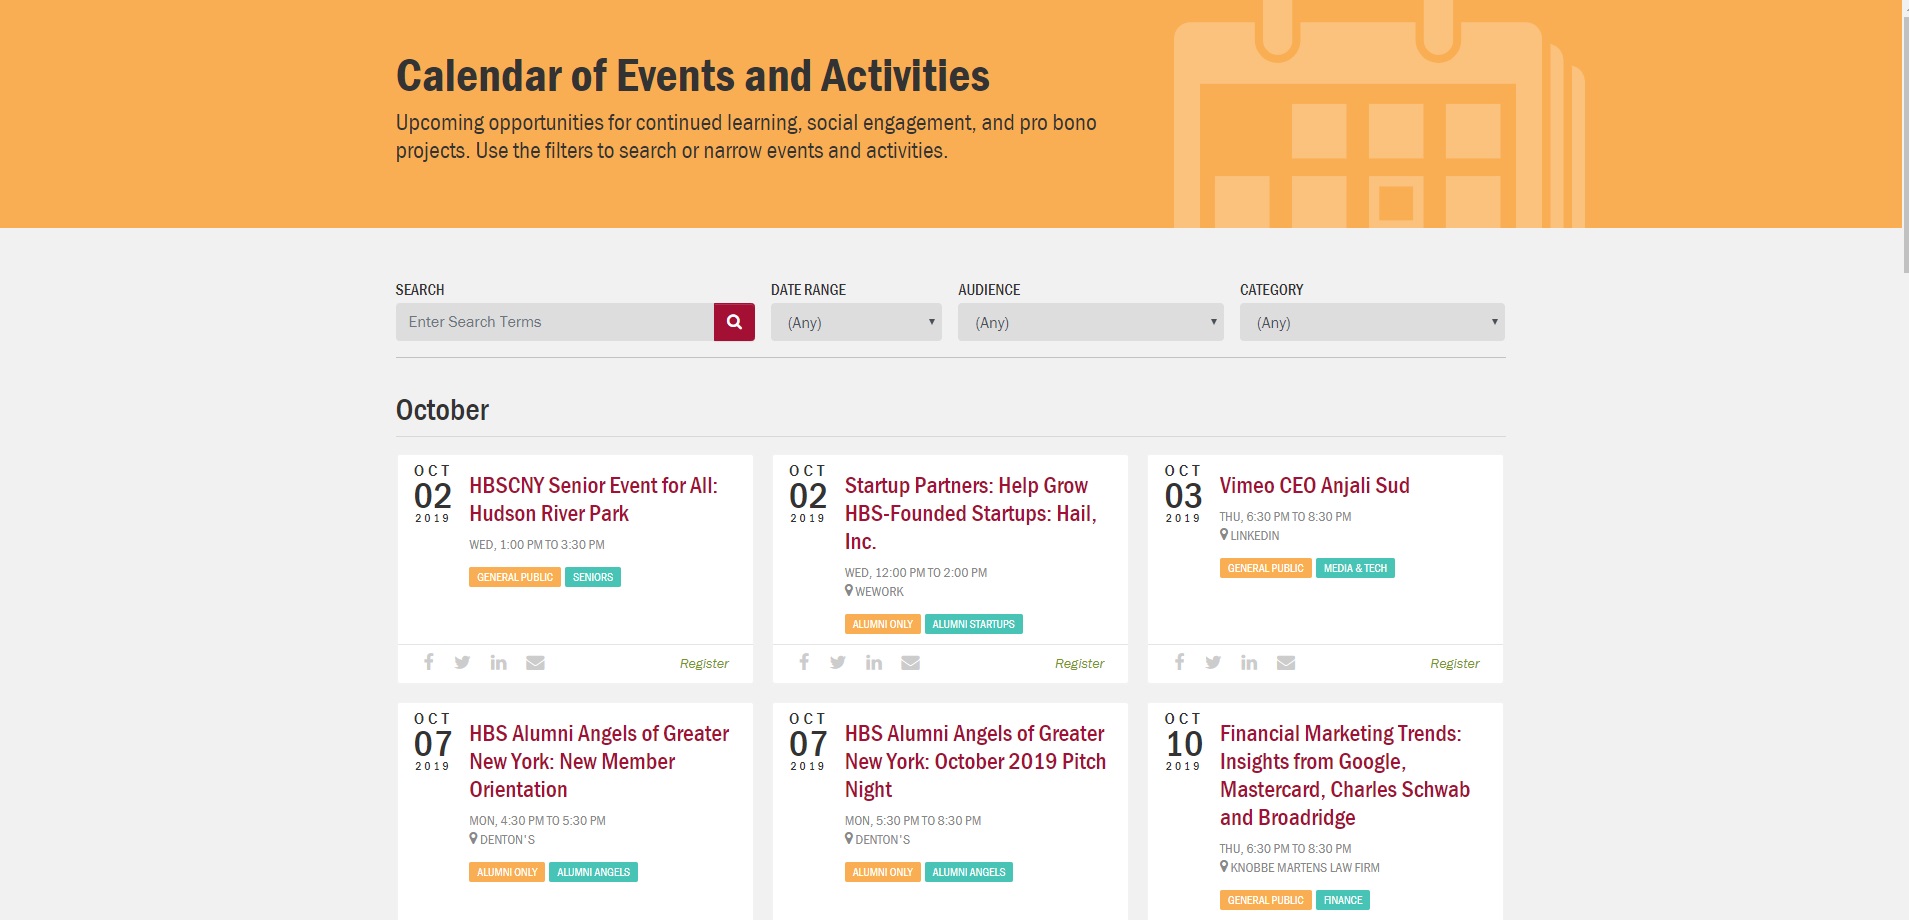 Calendar of Events and Activities
Upcoming opportunities for continued learning, social engagement, and pro bono
projects. Use the filters to search or narrow events and activities.
SEARCH
Enter Search Terms
DATE RANGE
(Any)
AUDIENCE
(Any)
CATEGORY
(Any)
October
OCT
02
2019
HBSCNY Senior Event for All:
Hudson River Park
WED, 1:00 PM TO 3:30 PM
GENERAL PUBLIC
SENIORS
Register
OCT
02
2019
Startup Partners: Help Grow
HBS-Founded Startups: Hail,
Inc.
WED, 12:00 PM TO 2:00 PM
WEWORK
ALUMNI ONLY
ALUMNI STARTUPS
Register
OCT
03
2019
Vimeo CEO Anjali Sud
THU, 6:30 PM TO 8:30 PM
LINKEDIN
GENERAL PUBLIC
MEDIA & TECH
Register
OCT
07
2019
HBS Alumni Angels of Greater
New York: New Member
Orientation
MON, 4:30 PM TO 5:30 PM
DENTON'S
ALUMNI ONLY
ALUMNI ANGELS
OCT
07
2019
HBS Alumni Angels of Greater
New York: October 2019 Pitch
Night
MON, 5:30 PM TO 8:30 PM
DENTON'S
ALUMNI ONLY
ALUMNI ANGELS
OCT
10
2019
Financial Marketing Trends:
Insights from Google,
Mastercard, Charles Schwab
and Broadridge
THU, 6:30 PM TO 8:30 PM
KNOBBE MARTENS LAW FIRM
GENERAL PUBLIC
FINANCE